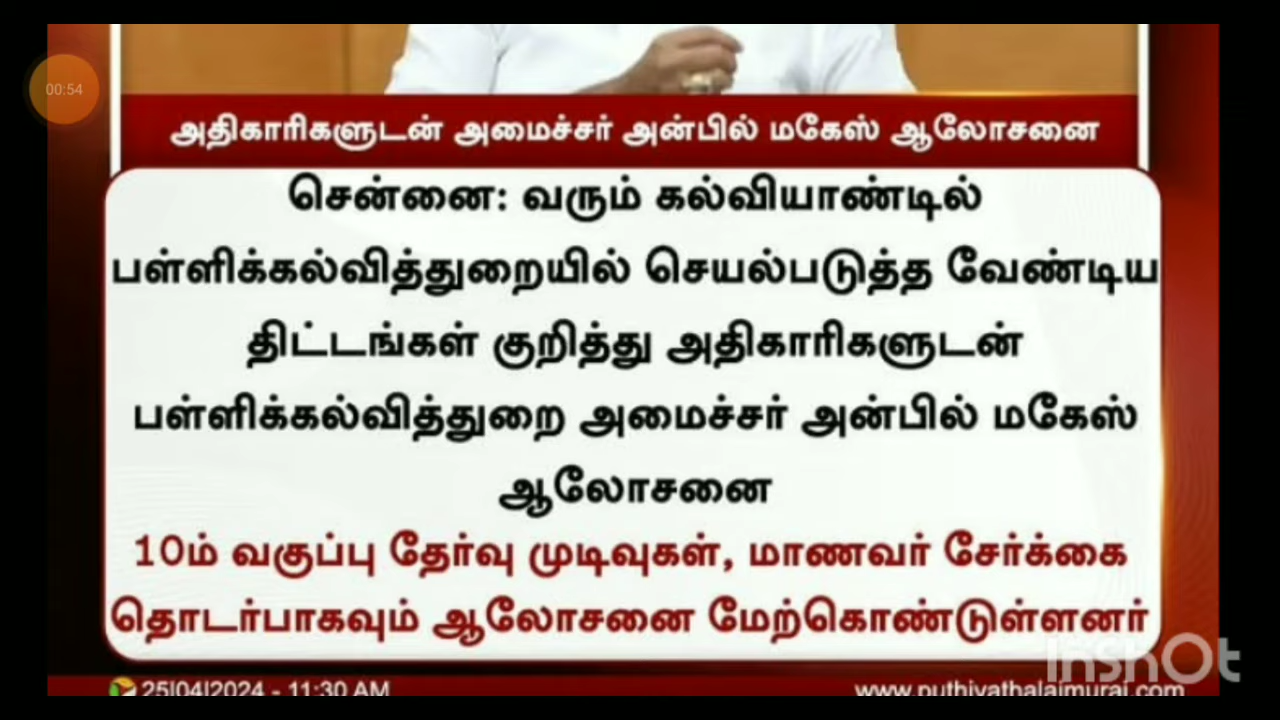 00:54
அதிகாரிகளுடன் அமைச்சர் அன்பில் மகேஸ் ஆலோசனை
சென்னை: வரும் கல்வியாண்டில்
பள்ளிக்கல்வித்துறையில் செயல்படுத்த வேண்டிய
திட்டங்கள் குறித்து அதிகாரிகளுடன்
பள்ளிக்கல்வித்துறை அமைச்சர் அன்பில் மகேஸ்
ஆலோசனை
10ம் வகுப்பு தேர்வு முடிவுகள், மாணவர் சேர்க்கை
தொடர்பாகவும் ஆலோசனை மேற்கொண்டுள்ளனர்
InShOt
25|04|2024 - 11:30 AM
www.puthiyathalaimurai.com